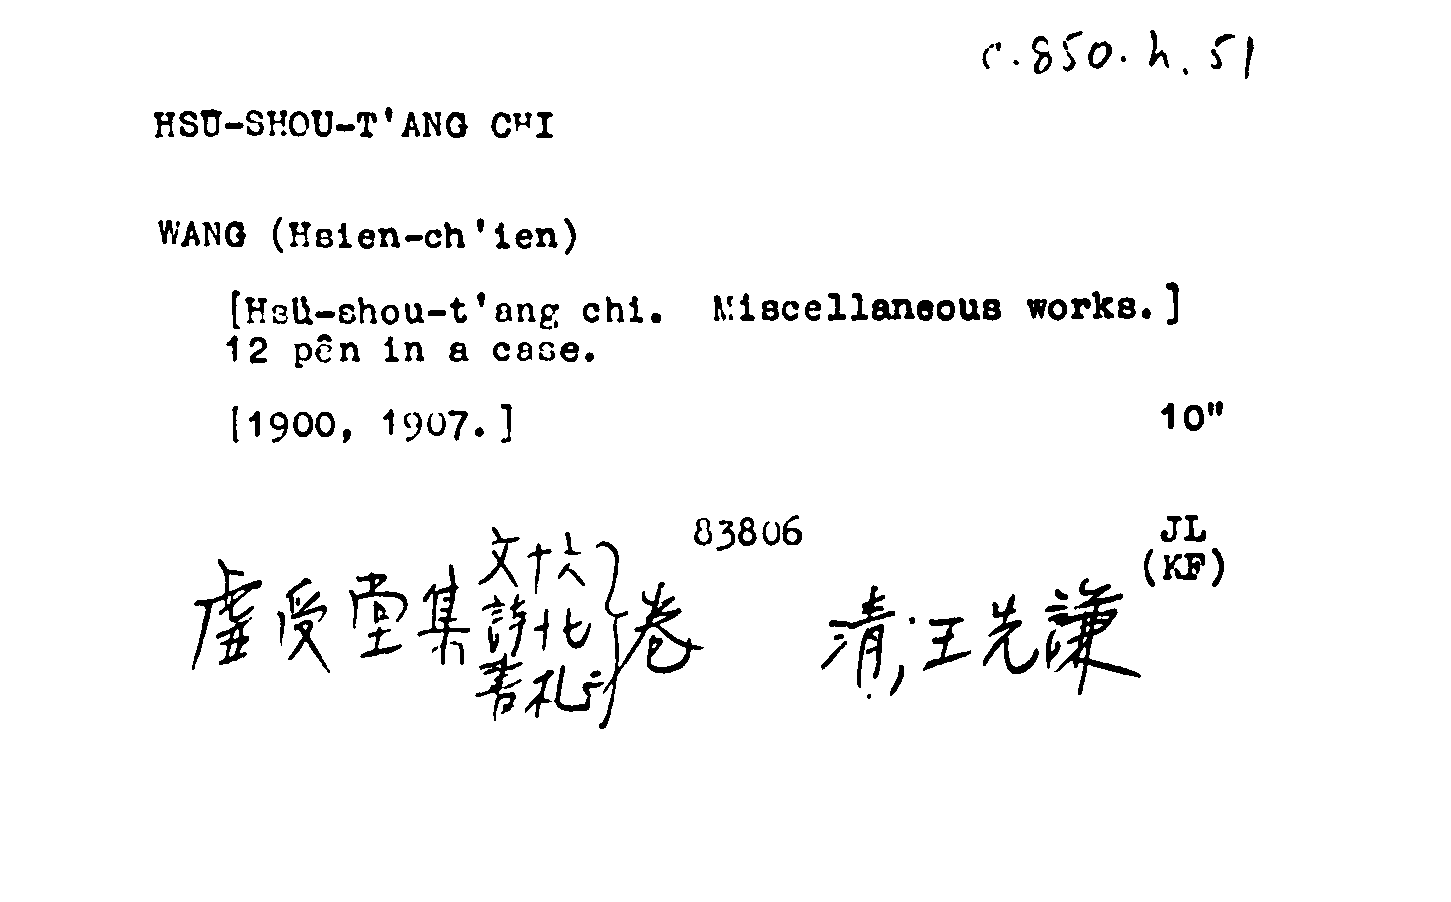 c.850.h.51
HSÜ-SHOU-T'ANG CHI
WANG (Hsien-ch'ien)
[Hsü-shou-t'ang chi. Miscellaneous works.]
12 pên in a case.
[1900, 1907.] 10"
83806 JL
(KF)
虛受堂集 文十六 詩十七 書札二 卷 清,王先謙